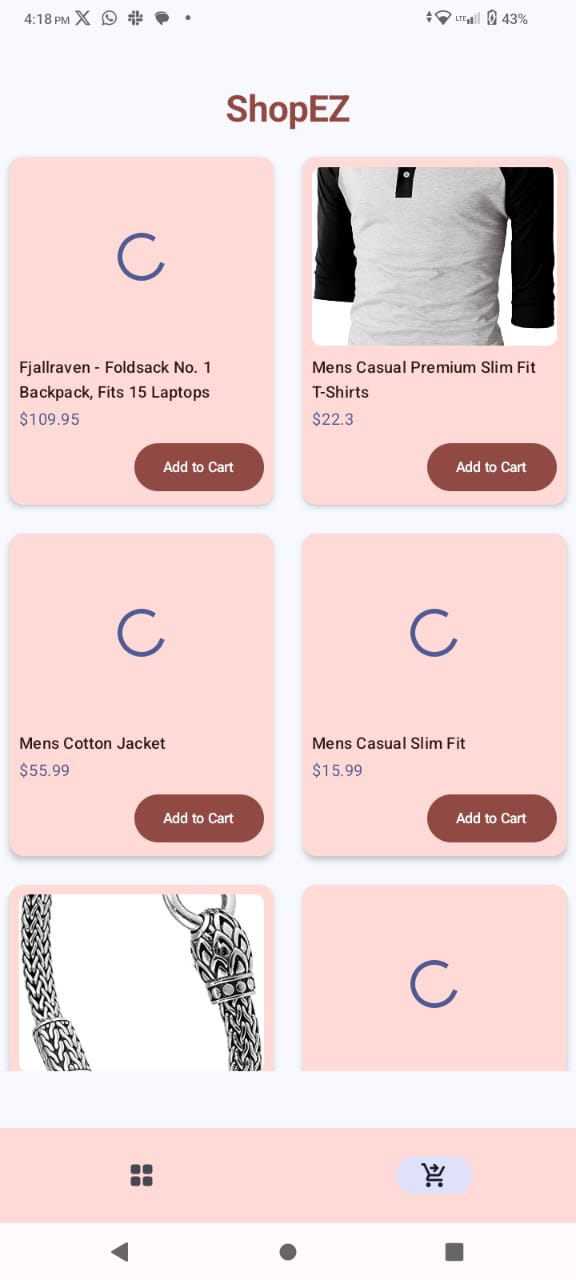 4:18 PM
LTE
43%
ShopEZ
Fjallraven - Foldsack No. 1
Backpack, Fits 15 Laptops
$109.95
Add to Cart
Mens Casual Premium Slim Fit
T-Shirts
$22.3
Add to Cart
Mens Cotton Jacket
$55.99
Add to Cart
Mens Casual Slim Fit
$15.99
Add to Cart